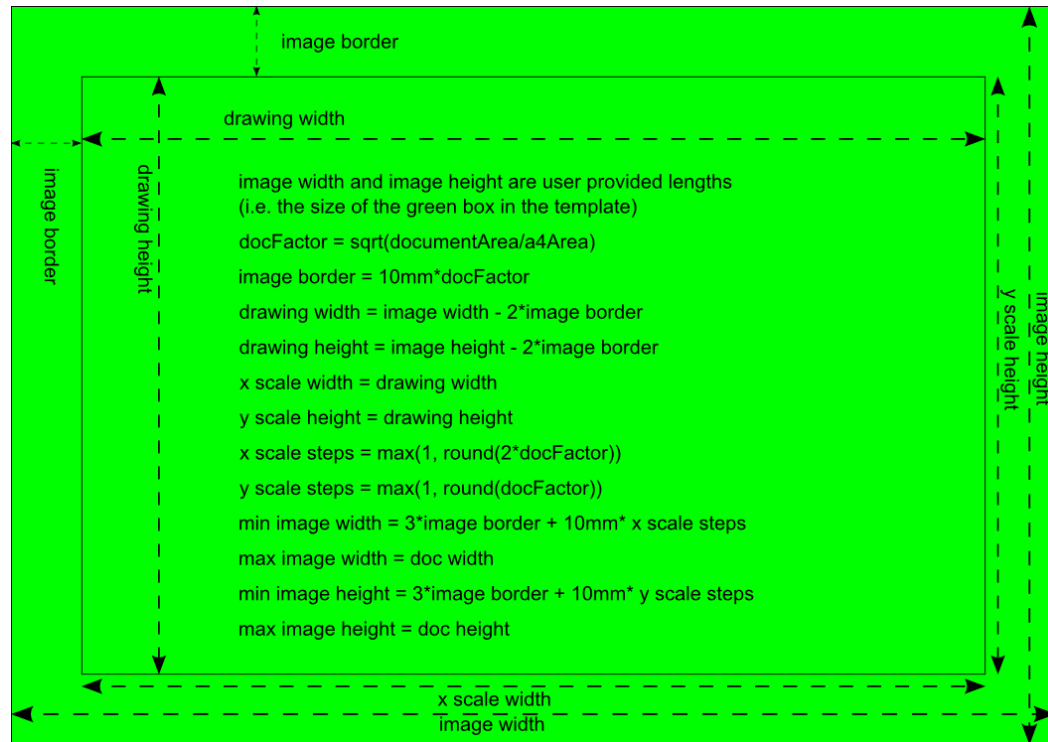 image border
drawing width
image border
drawing height
image width and image height are user provided lengths
(i.e. the size of the green box in the template)
docFactor = sqrt(documentArea/a4Area)
image border = 10mm*docFactor
drawing width = image width - 2*image border
drawing height = image height - 2*image border
x scale width = drawing width
y scale height = drawing height
x scale steps = max(1, round(2*docFactor))
y scale steps = max(1, round(docFactor))
min image width = 3*image border + 10mm* x scale steps
max image width = doc width
min image height = 3*image border + 10mm* y scale steps
max image height = doc height
y scale height
image height
x scale width
image width